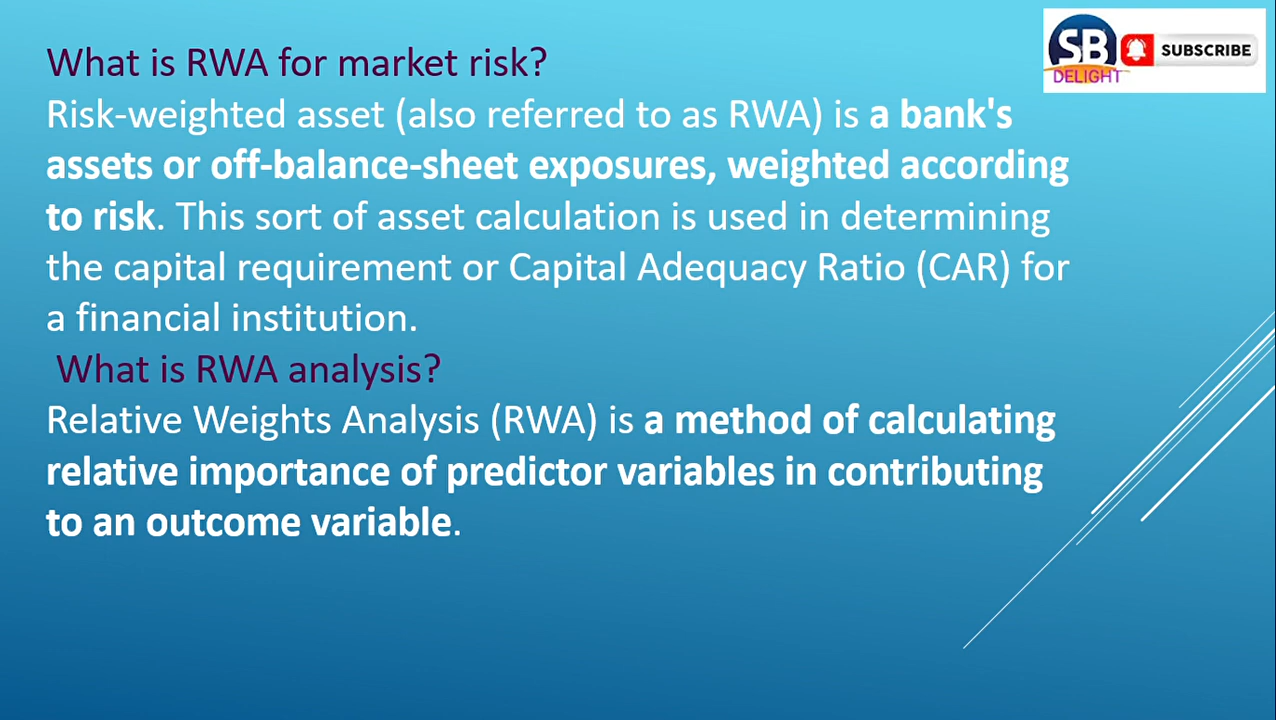 What is RWA for market risk?
Risk-weighted asset (also referred to as RWA) is a bank's
assets or off-balance-sheet exposures, weighted according
to risk. This sort of asset calculation is used in determining
the capital requirement or Capital Adequacy Ratio (CAR) for
a financial institution.
What is RWA analysis?
Relative Weights Analysis (RWA) is a method of calculating
relative importance of predictor variables in contributing
to an outcome variable.
SB
DELIGHT
SUBSCRIBE